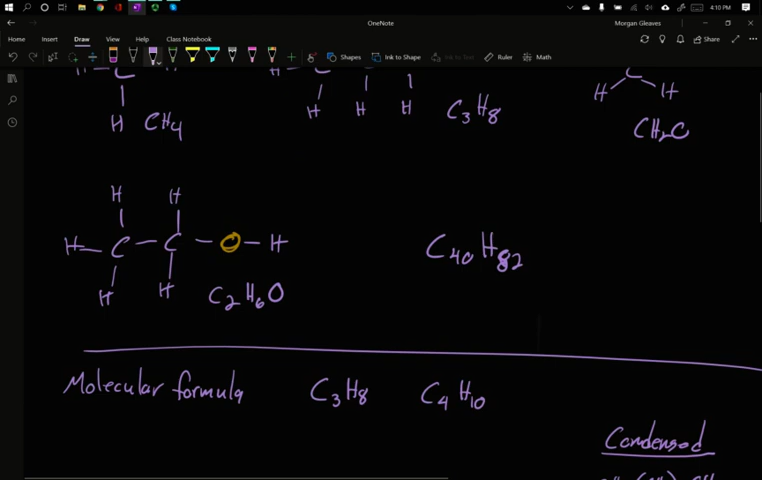 4:10 PM
OneNote
Morgan Gleaves
Share
Home Insert Draw View Help Class Notebook
Shapes Ink to Shape Ink to Text Ruler Math
H C H
H C
C
H H H H C3H8 H H
H CH4 CH2O
H H
H C C O H C40H82
H H C2H6O
Molecular formula C3H8 C4H10
Condensed